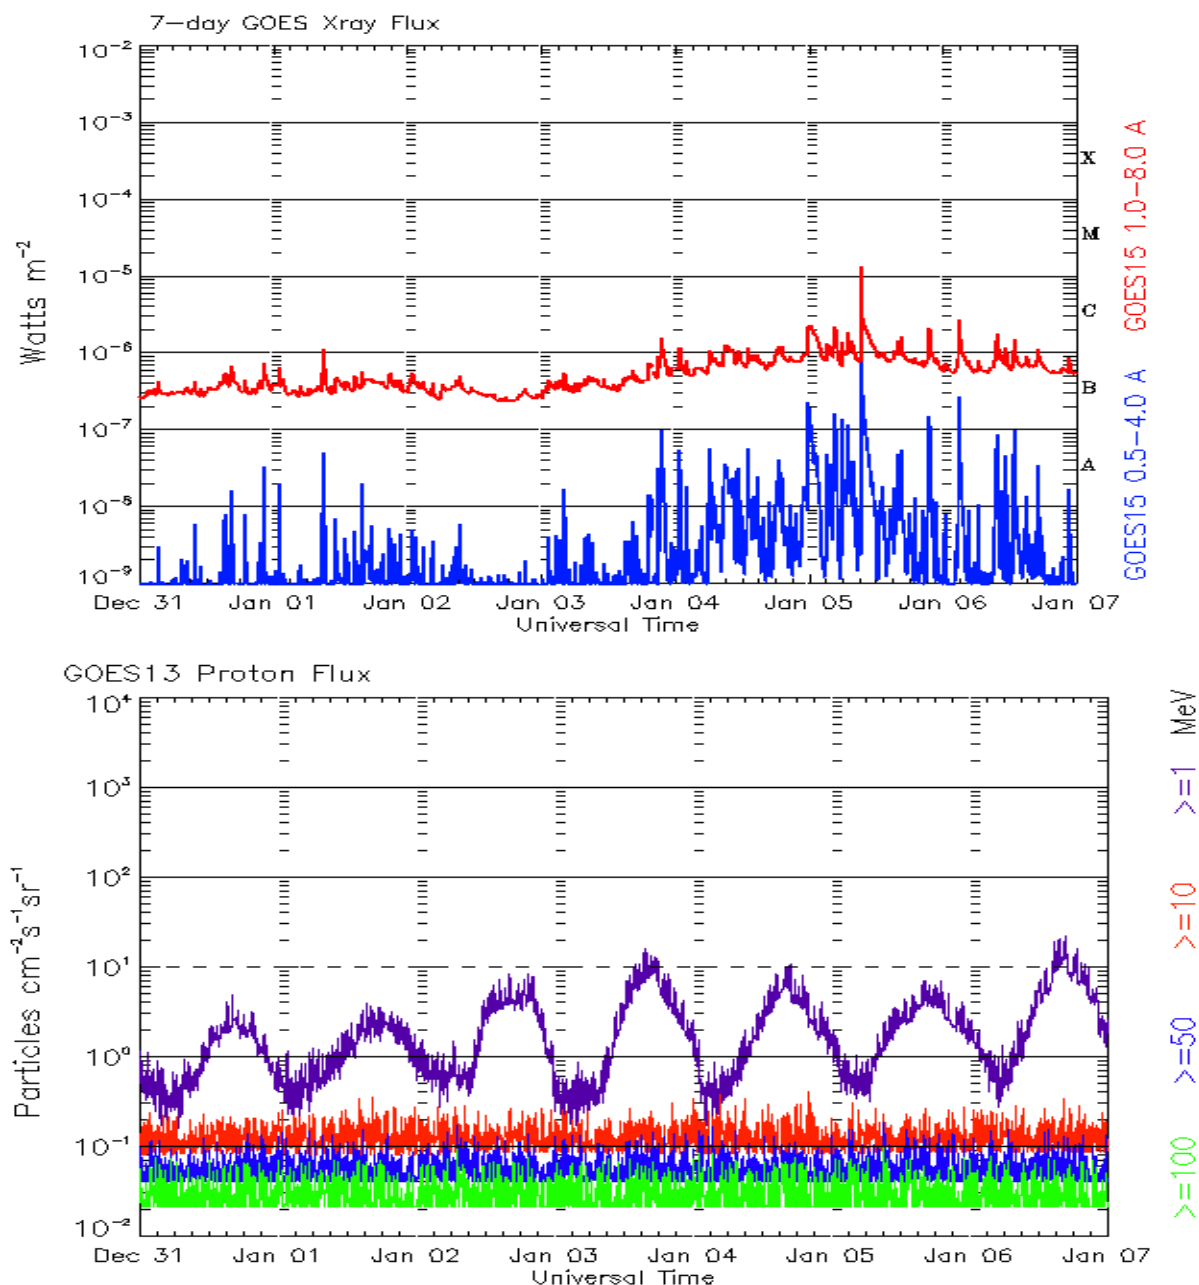 7-day GOES Xray Flux
10⁻²
10⁻³
10⁻⁴
10⁻⁵
10⁻⁶
10⁻⁷
10⁻⁸
10⁻⁹
Watts m⁻²
X
M
C
B
A
GOES15 1.0-8.0 A
GOES15 0.5-4.0 A
Dec 31 Jan 01 Jan 02 Jan 03 Jan 04 Jan 05 Jan 06 Jan 07
Universal Time
GOES13 Proton Flux
10⁴
10³
10²
10¹
10⁰
10⁻¹
10⁻²
Particles cm⁻²s⁻¹sr⁻¹
>=1 MeV
>=10
>=50
>=100
Dec 31 Jan 01 Jan 02 Jan 03 Jan 04 Jan 05 Jan 06 Jan 07
Universal Time